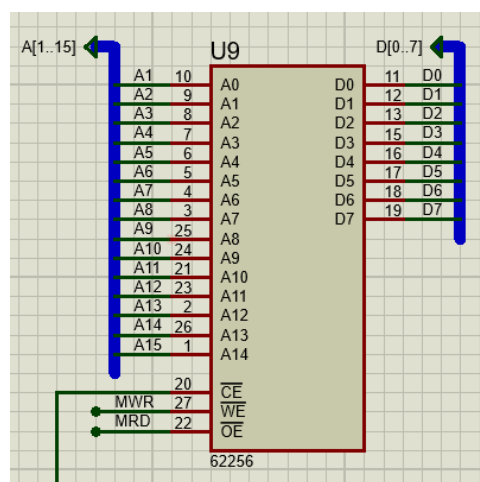 A[1..15] U9 D[0..7]
A1 10 A0 D0 11 D0
A2 9 A1 D1 12 D1
A3 8 A2 D2 13 D2
A4 7 A3 D3 15 D3
A5 6 A4 D4 16 D4
A6 5 A5 D5 17 D5
A7 4 A6 D6 18 D6
A8 3 A7 D7 19 D7
A9 25 A8
A10 24 A9
A11 21 A10
A12 23 A11
A13 2 A12
A14 26 A13
A15 1 A14
20 CE
MWR 27 WE
MRD 22 OE
62256